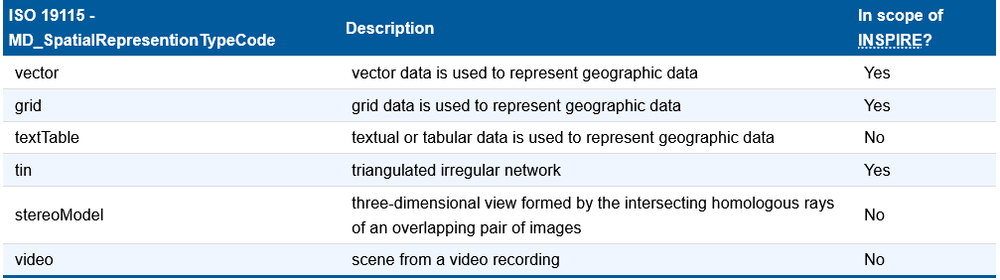 ISO 19115 - MD_SpatialRepresentionTypeCode Description In scope of INSPIRE?
vector vector data is used to represent geographic data Yes
grid grid data is used to represent geographic data Yes
textTable textual or tabular data is used to represent geographic data No
tin triangulated irregular network Yes
stereoModel three-dimensional view formed by the intersecting homologous rays of an overlapping pair of images No
video scene from a video recording No